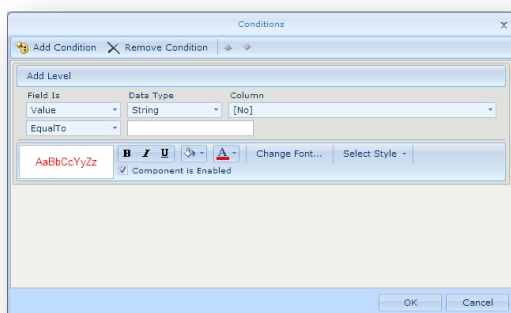 Conditions x
Add Condition Remove Condition
Add Level
Field Is Data Type Column
Value String [No]
EqualTo
AaBbCcYyZz B I U A Change Font... Select Style
Component is Enabled
OK Cancel